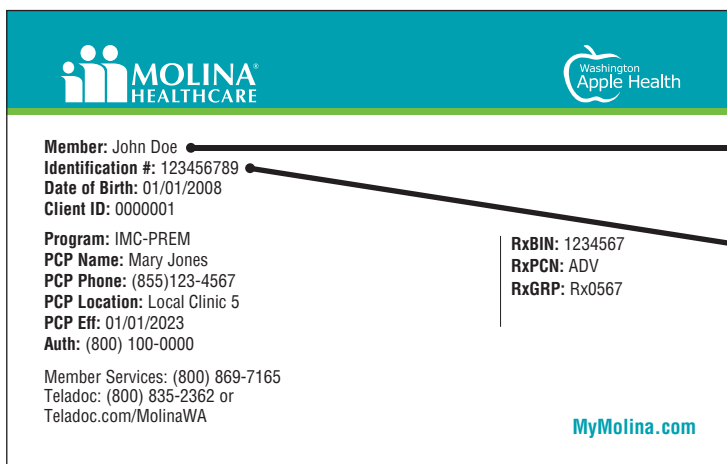 MOLINA®
HEALTHCARE
Washington
Apple Health
Member: John Doe
Identification #: 123456789
Date of Birth: 01/01/2008
Client ID: 0000001
Program: IMC-PREM
PCP Name: Mary Jones
PCP Phone: (855)123-4567
PCP Location: Local Clinic 5
PCP Eff: 01/01/2023
Auth: (800) 100-0000
RxBIN: 1234567
RxPCN: ADV
RxGRP: Rx0567
Member Services: (800) 869-7165
Teladoc: (800) 835-2362 or
Teladoc.com/MolinaWA
MyMolina.com